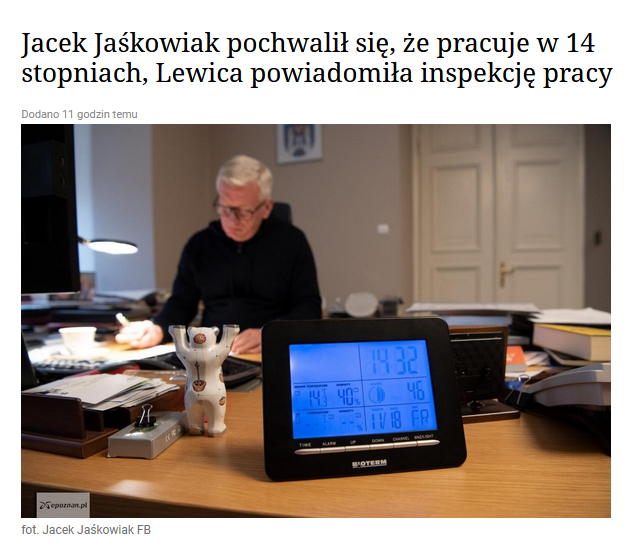 Jacek Jaśkowiak pochwalił się, że pracuje w 14
stopniach, Lewica powiadomiła inspekcję pracy
Dodano 11 godzin temu
14 32
14.3
40%
46
11/18 FR
TIME ALARM UP DOWN CHANNEL SNZ/LIGHT
BIOTERM
CE
epoznan.pl
fot. Jacek Jaśkowiak FB